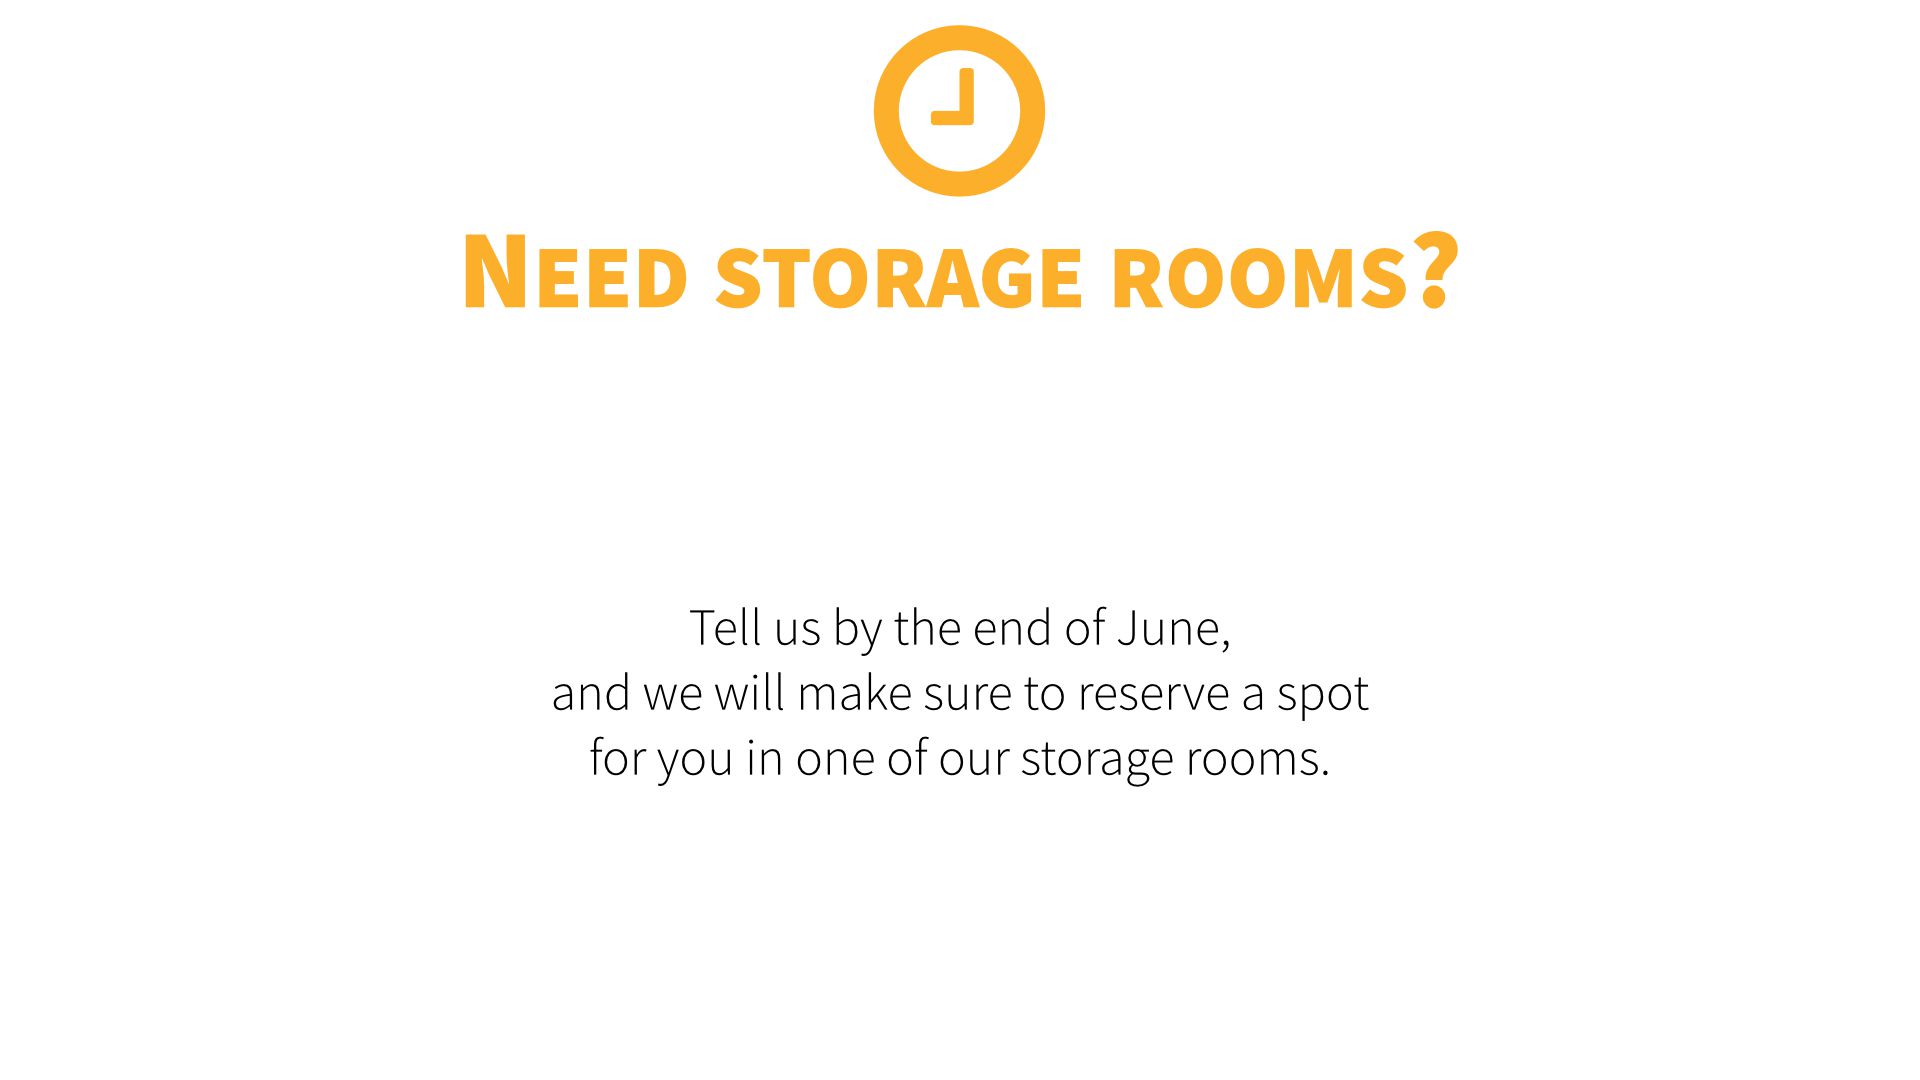 Need storage rooms?
Tell us by the end of June,
and we will make sure to reserve a spot
for you in one of our storage rooms.